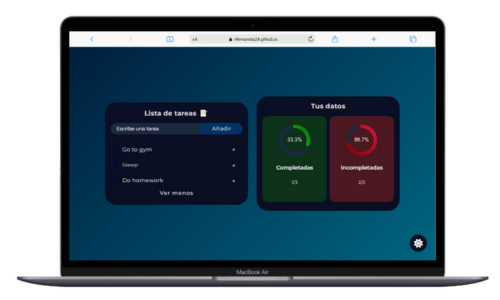 AA
vfernandez24.github.io
Lista de tareas
Escribe una tarea
Añadir
Go to gym
×
Sleep
×
Do homework
×
Ver menos
Tus datos
33.3%
Completadas
1/3
66.7%
Incompletadas
2/3
MacBook Air